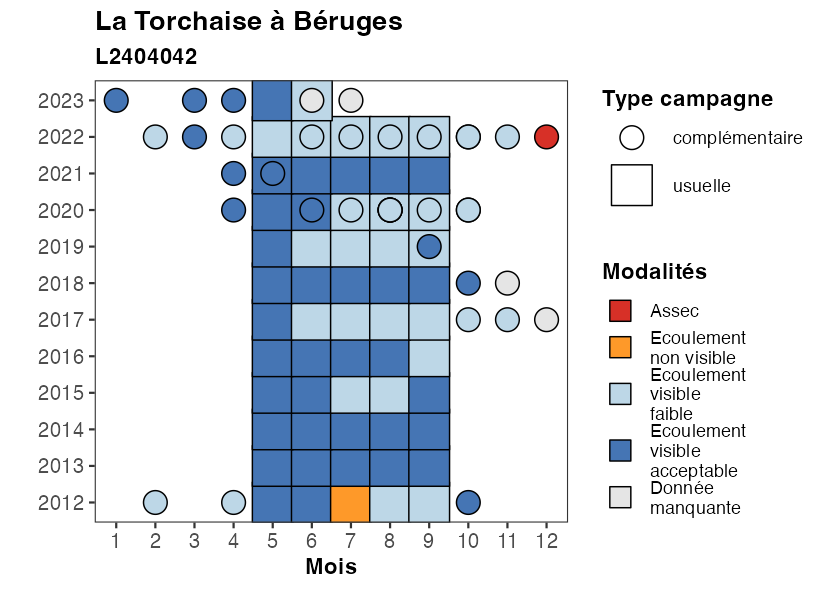 La Torchaise à Béruges
L2404042
2023
2022
2021
2020
2019
2018
2017
2016
2015
2014
2013
2012
1 2 3 4 5 6 7 8 9 10 11 12
Mois
Type campagne
complémentaire
usuelle
Modalités
Assec
Ecoulement
non visible
Ecoulement
visible
faible
Ecoulement
visible
acceptable
Donnée
manquante